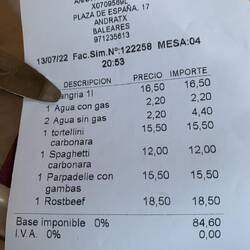 X0709589L
PLAZA DE ESPAÑA, 17
ANDRATX
BALEARES
971235613
13/07/22 Fac.Sim.Nº:122258 MESA:04
20:53
DESCRIPCION PRECIO IMPORTE
angria 1l 16,50 16,50
1 Agua con gas 2,20 2,20
2 Agua sin gas 2,20 4,40
1 tortellini 15,50 15,50
carbonara
1 Spaghetti 12,00 12,00
carbonara
1 Parpadelle con 15,50 15,50
gambas
1 Rostbeef 18,50 18,50
Base imponible 0% 84,60
I.V.A. 0% 0,00